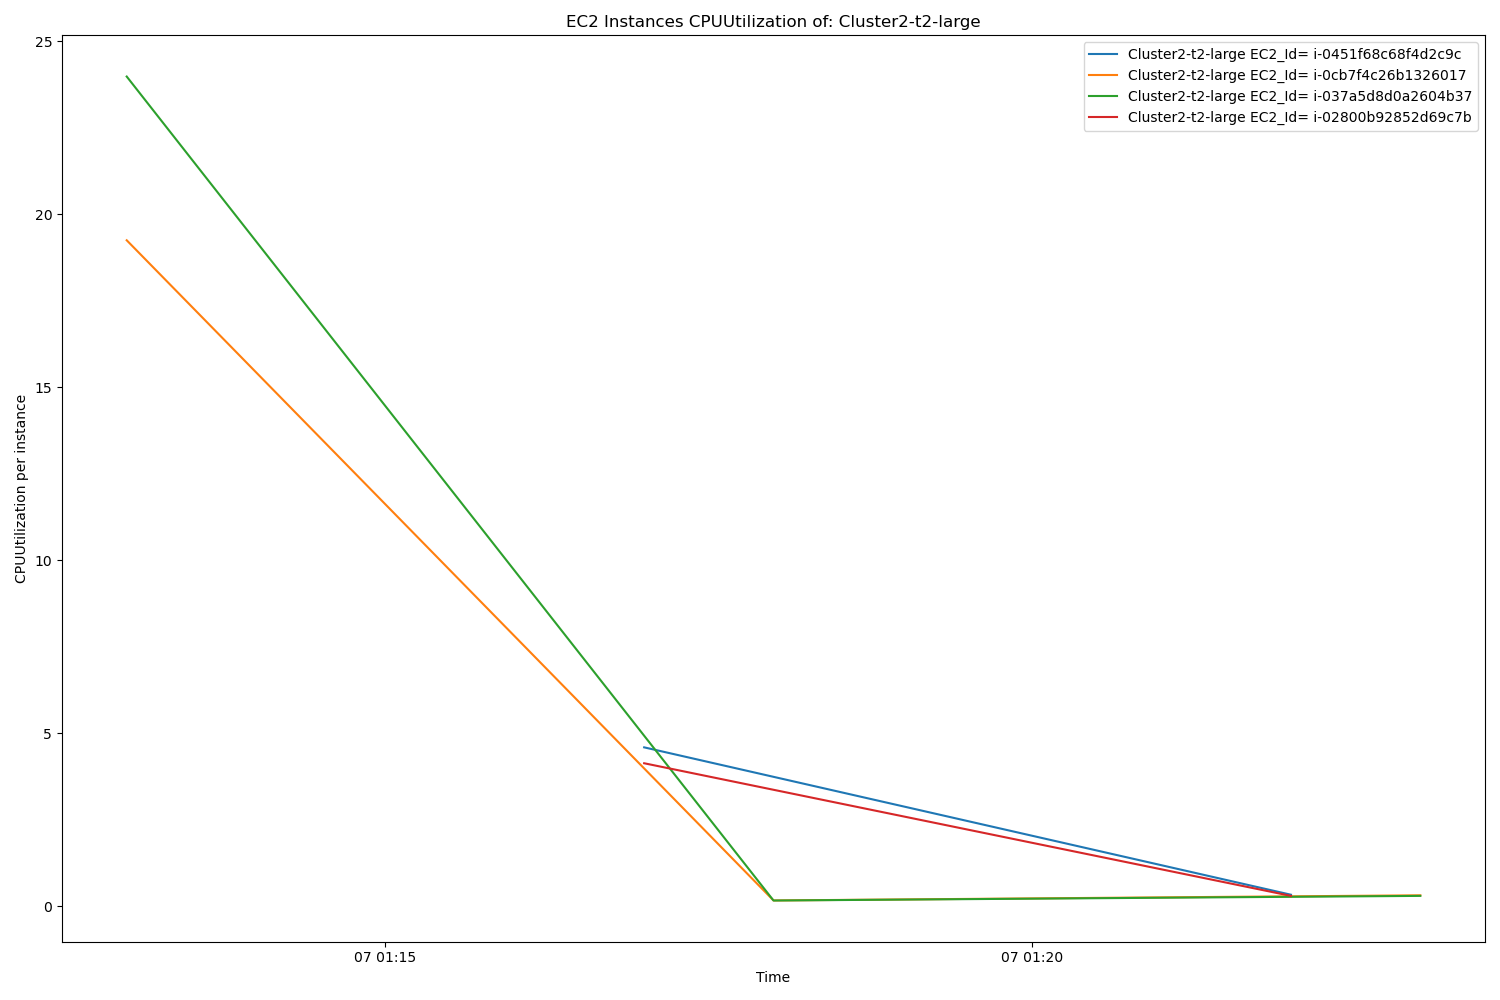 EC2 Instances CPUUtilization of: Cluster2-t2-large
Cluster2-t2-large EC2_Id= i-0451f68c68f4d2c9c
Cluster2-t2-large EC2_Id= i-0cb7f4c26b1326017
Cluster2-t2-large EC2_Id= i-037a5d8d0a2604b37
Cluster2-t2-large EC2_Id= i-02800b92852d69c7b
CPUUtilization per instance
25
20
15
10
5
0
07 01:15
07 01:20
Time